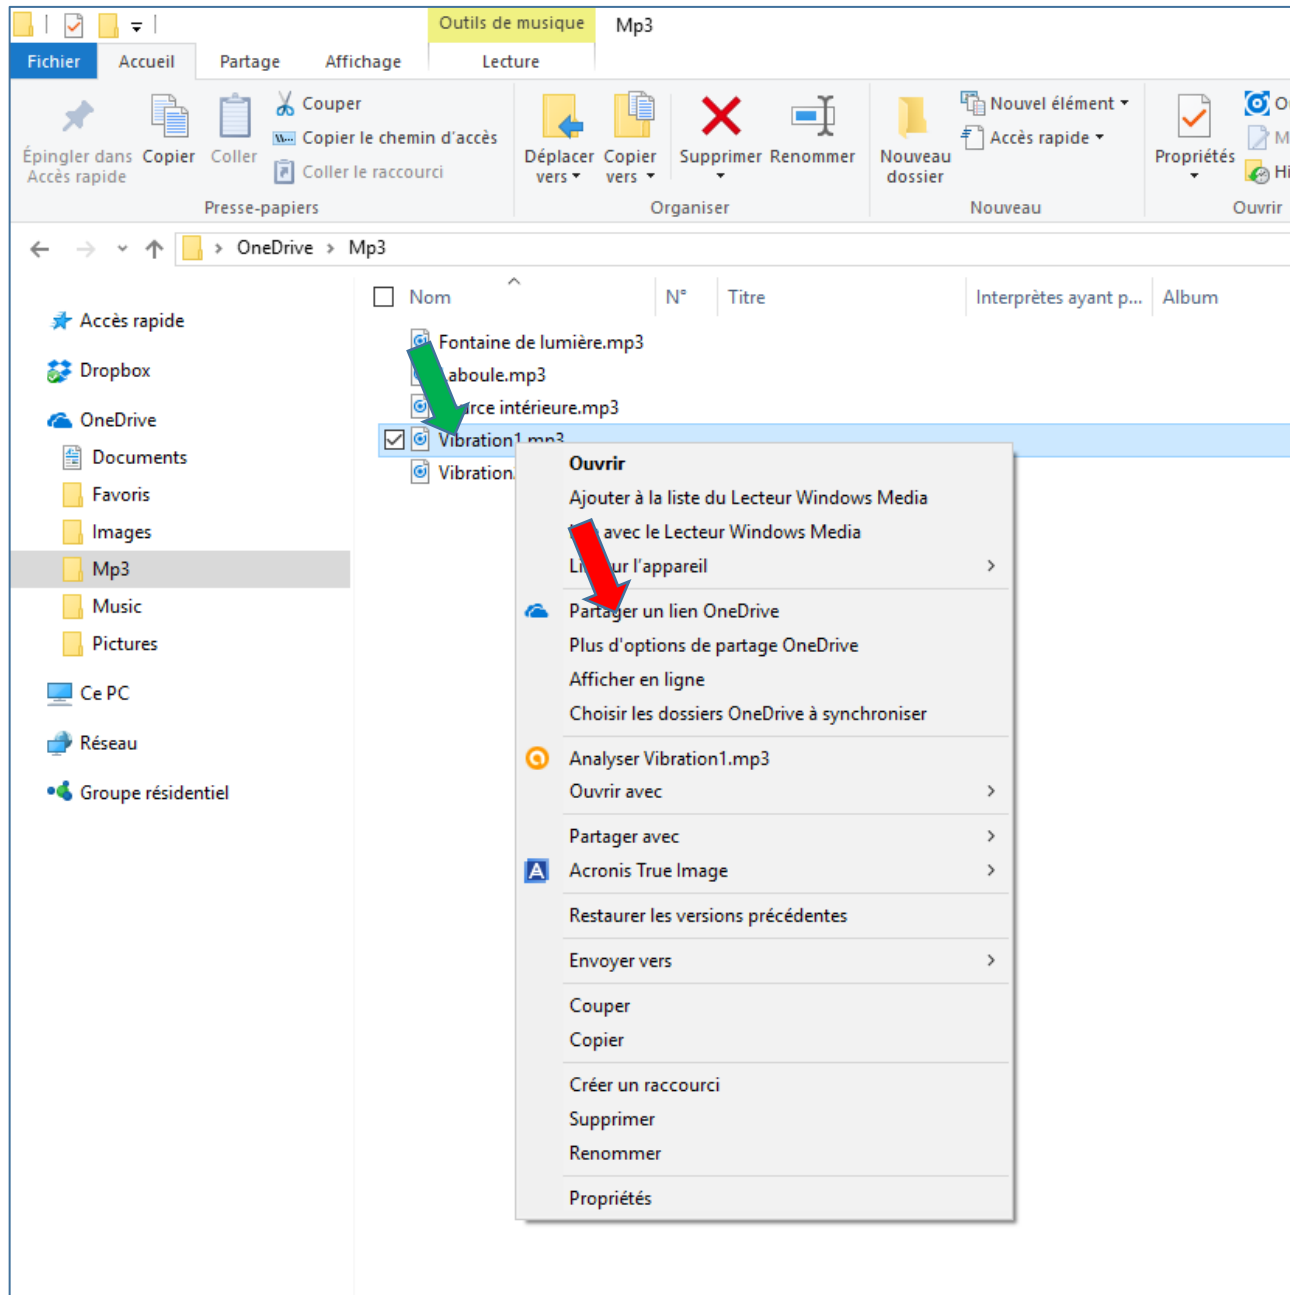 Outils de musique Mp3
Fichier Accueil Partage Affichage Lecture
Épingler dans Accès rapide
Copier
Coller
Couper
Copier le chemin d'accès
Coller le raccourci
Déplacer vers
Copier vers
Supprimer
Renommer
Nouveau dossier
Nouvel élément
Accès rapide
Propriétés
Presse-papiers Organiser Nouveau Ouvrir
OneDrive > Mp3
Accès rapide
Dropbox
OneDrive
Documents
Favoris
Images
Mp3
Music
Pictures
Ce PC
Réseau
Groupe résidentiel
Nom N° Titre Interprètes ayant p... Album
Fontaine de lumière.mp3
aboule.mp3
intérieure.mp3
Vibration1.mp3
Vibration
Ouvrir
Ajouter à la liste du Lecteur Windows Media
avec le Lecteur Windows Media
l'appareil
Partager un lien OneDrive
Plus d'options de partage OneDrive
Afficher en ligne
Choisir les dossiers OneDrive à synchroniser
Analyser Vibration1.mp3
Ouvrir avec
Partager avec
Acronis True Image
Restaurer les versions précédentes
Envoyer vers
Couper
Copier
Créer un raccourci
Supprimer
Renommer
Propriétés